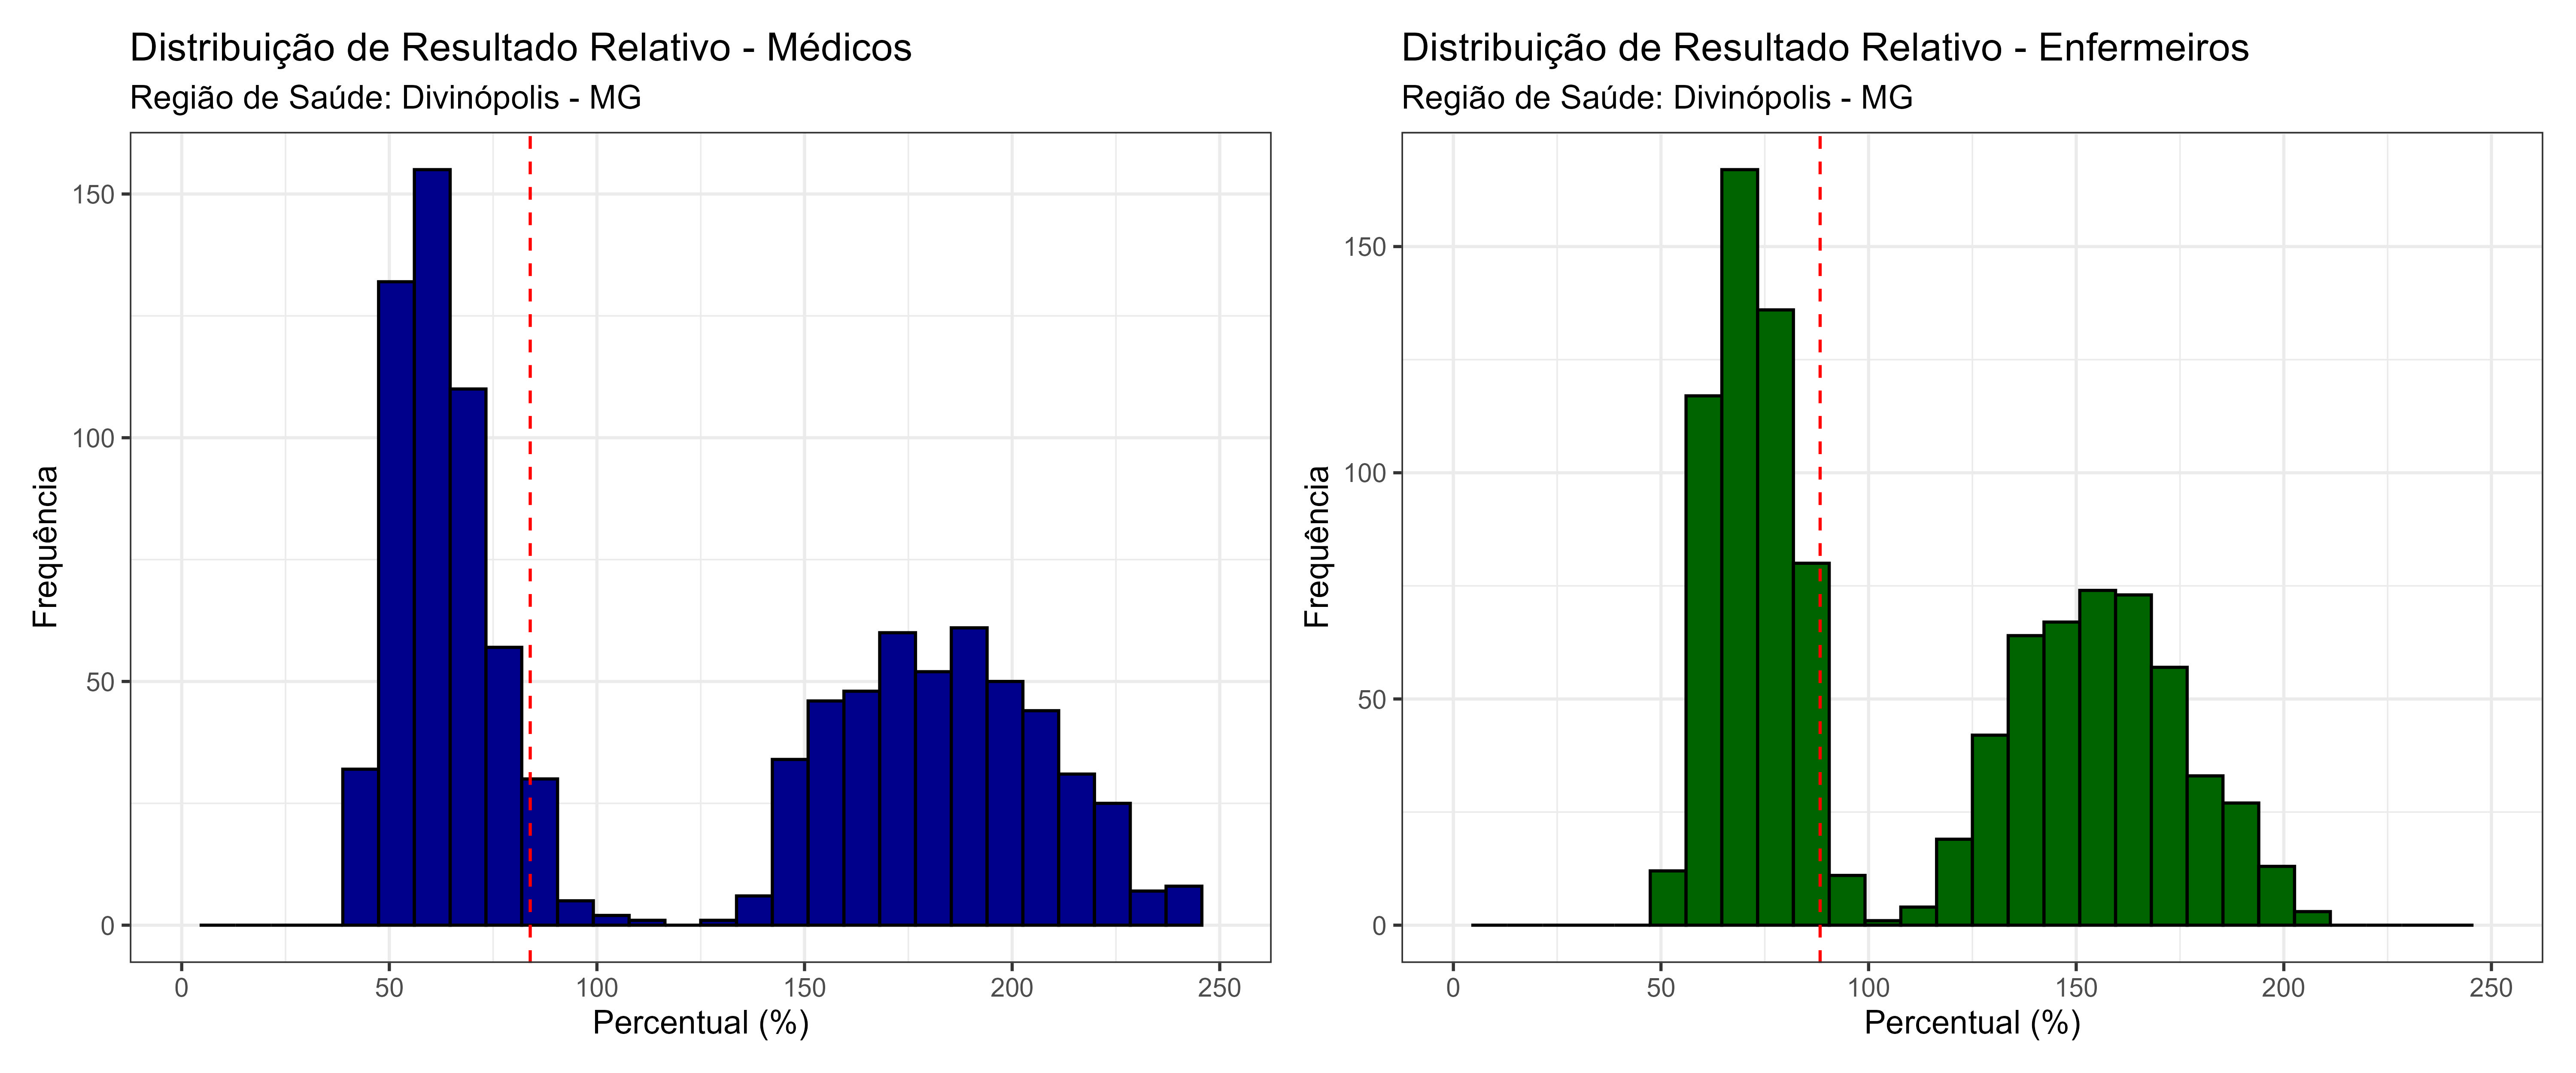 Distribuição de Resultado Relativo - Médicos
Região de Saúde: Divinópolis - MG
150
100
50
0
Frequência
0 50 100 150 200 250
Percentual (%)
Distribuição de Resultado Relativo - Enfermeiros
Região de Saúde: Divinópolis - MG
150
100
50
0
Frequência
0 50 100 150 200 250
Percentual (%)